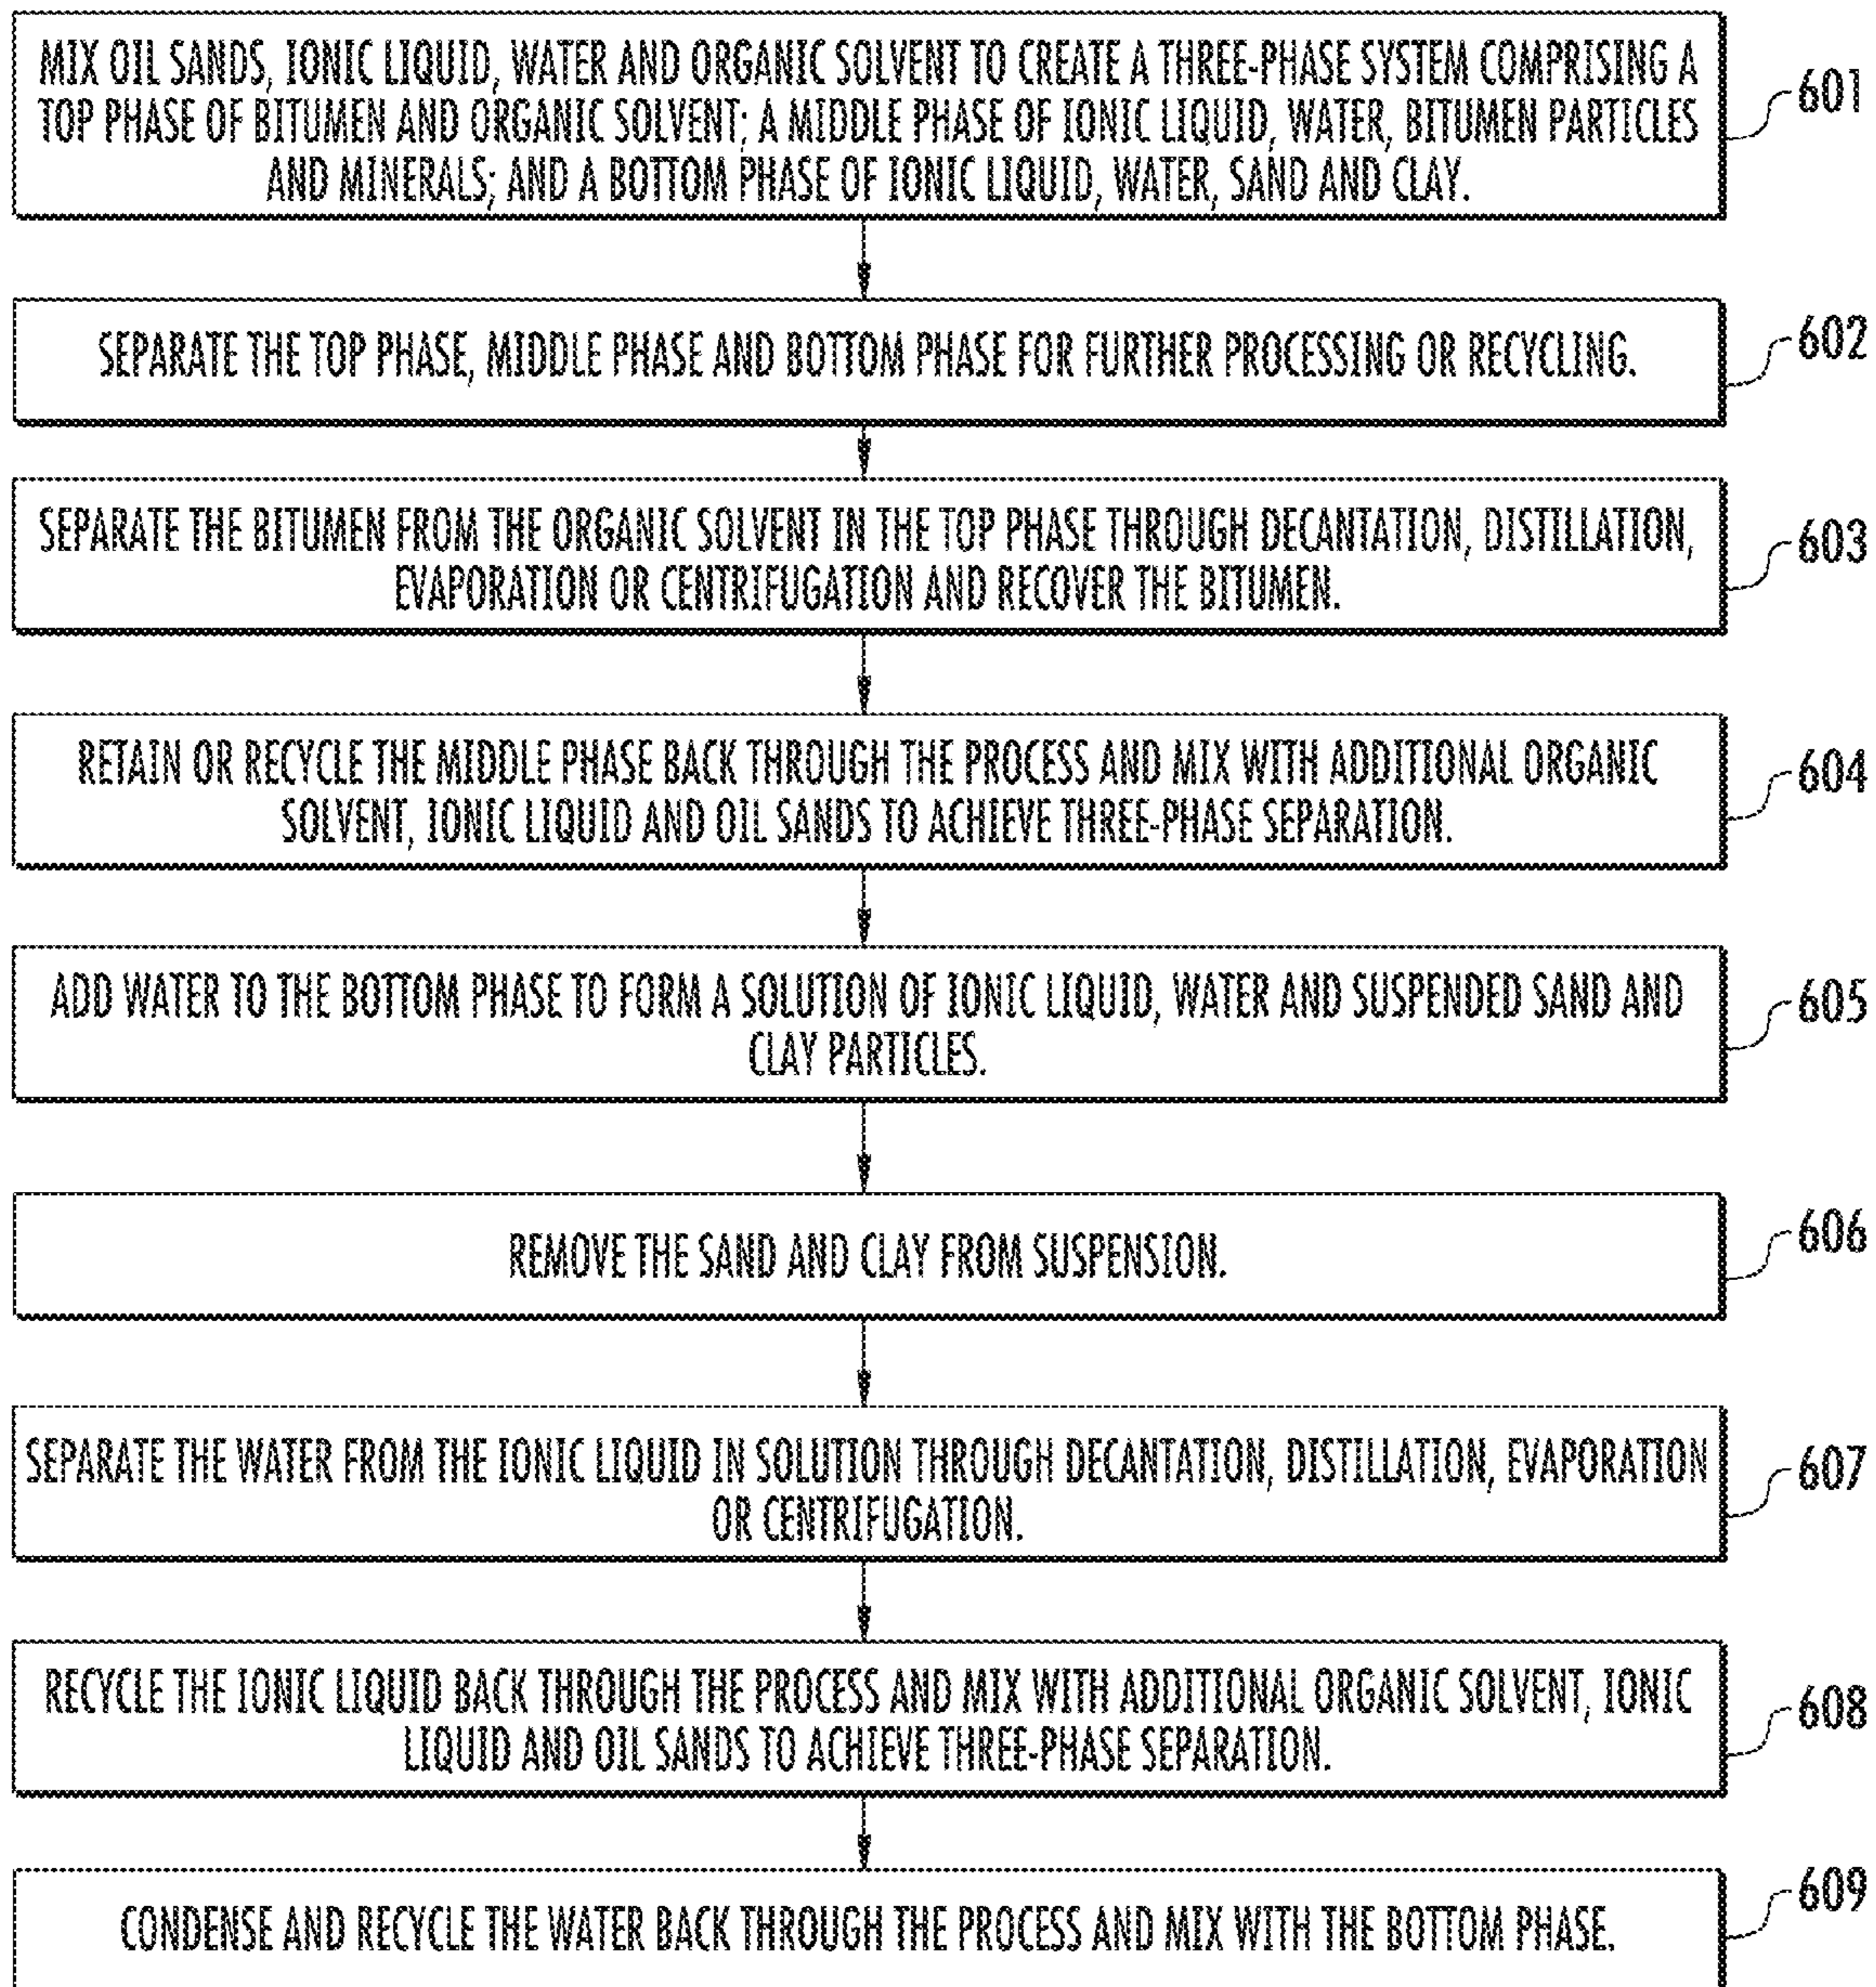 MIX OIL SANDS, IONIC LIQUID, WATER AND ORGANIC SOLVENT TO CREATE A THREE-PHASE SYSTEM COMPRISING A
TOP PHASE OF BITUMEN AND ORGANIC SOLVENT; A MIDDLE PHASE OF IONIC LIQUID, WATER, BITUMEN PARTICLES
AND MINERALS; AND A BOTTOM PHASE OF IONIC LIQUID, WATER, SAND AND CLAY.
601
SEPARATE THE TOP PHASE, MIDDLE PHASE AND BOTTOM PHASE FOR FURTHER PROCESSING OR RECYCLING.
602
SEPARATE THE BITUMEN FROM THE ORGANIC SOLVENT IN THE TOP PHASE THROUGH DECANTATION, DISTILLATION,
EVAPORATION OR CENTRIFUGATION AND RECOVER THE BITUMEN.
603
RETAIN OR RECYCLE THE MIDDLE PHASE BACK THROUGH THE PROCESS AND MIX WITH ADDITIONAL ORGANIC
SOLVENT, IONIC LIQUID AND OIL SANDS TO ACHIEVE THREE-PHASE SEPARATION.
604
ADD WATER TO THE BOTTOM PHASE TO FORM A SOLUTION OF IONIC LIQUID, WATER AND SUSPENDED SAND AND
CLAY PARTICLES.
605
REMOVE THE SAND AND CLAY FROM SUSPENSION.
606
SEPARATE THE WATER FROM THE IONIC LIQUID IN SOLUTION THROUGH DECANTATION, DISTILLATION, EVAPORATION
OR CENTRIFUGATION.
607
RECYCLE THE IONIC LIQUID BACK THROUGH THE PROCESS AND MIX WITH ADDITIONAL ORGANIC SOLVENT, IONIC
LIQUID AND OIL SANDS TO ACHIEVE THREE-PHASE SEPARATION.
608
CONDENSE AND RECYCLE THE WATER BACK THROUGH THE PROCESS AND MIX WITH THE BOTTOM PHASE.
609